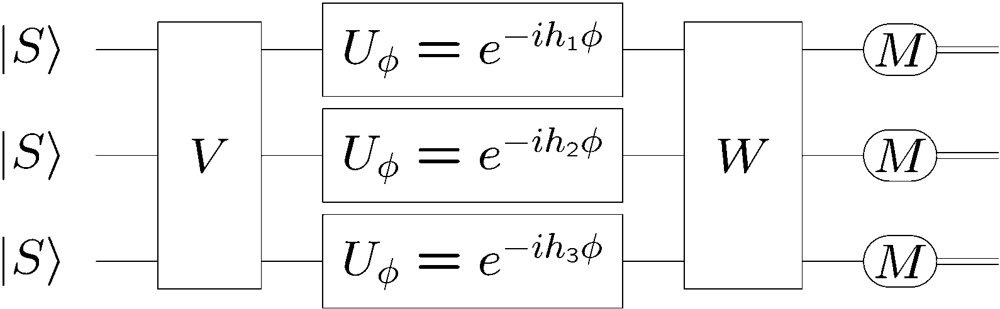 |S⟩ U_ϕ = e^{-ih_1ϕ} M
|S⟩ V U_ϕ = e^{-ih_2ϕ} W M
|S⟩ U_ϕ = e^{-ih_3ϕ} M